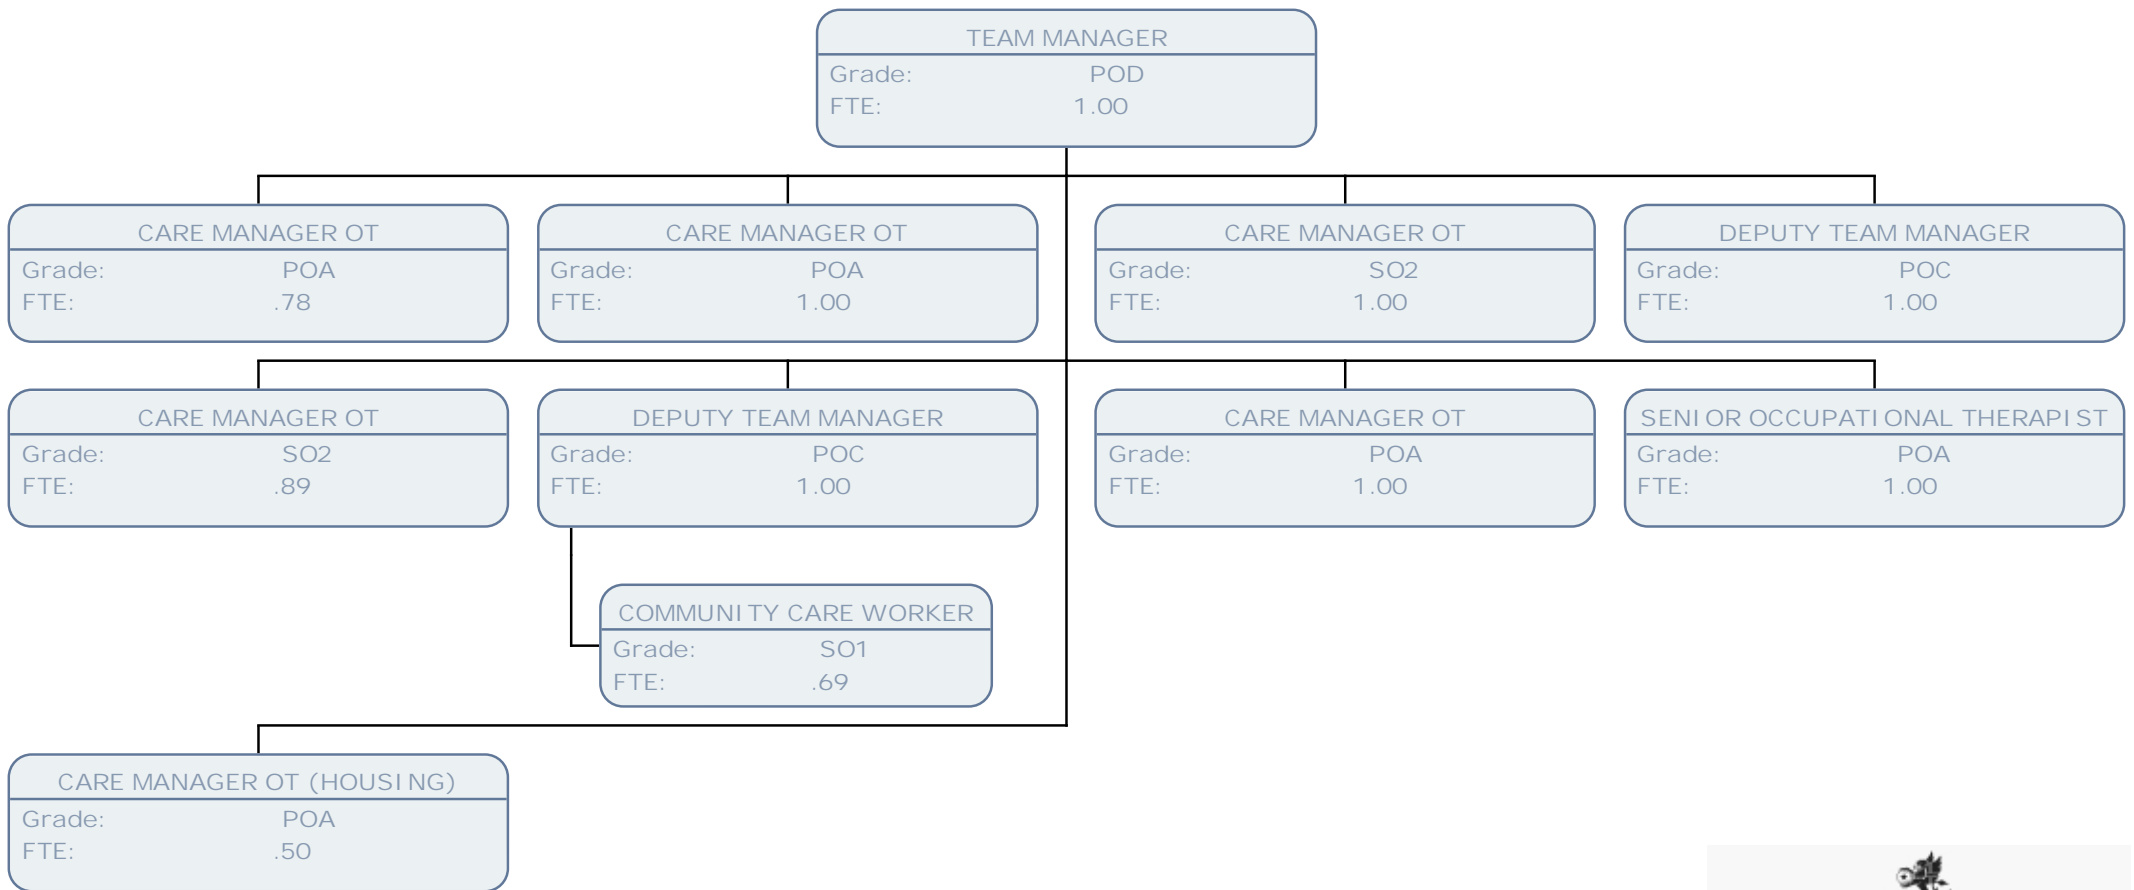 TEAM MANAGER
Grade: POD
FTE: 1.00
CARE MANAGER OT
Grade: POA
FTE: .78
CARE MANAGER OT
Grade: POA
FTE: 1.00
CARE MANAGER OT
Grade: SO2
FTE: 1.00
DEPUTY TEAM MANAGER
Grade: POC
FTE: 1.00
CARE MANAGER OT
Grade: SO2
FTE: .89
DEPUTY TEAM MANAGER
Grade: POC
FTE: 1.00
CARE MANAGER OT
Grade: POA
FTE: 1.00
SENIOR OCCUPATIONAL THERAPIST
Grade: POA
FTE: 1.00
COMMUNITY CARE WORKER
Grade: SO1
FTE: .69
CARE MANAGER OT (HOUSING)
Grade: POA
FTE: .50